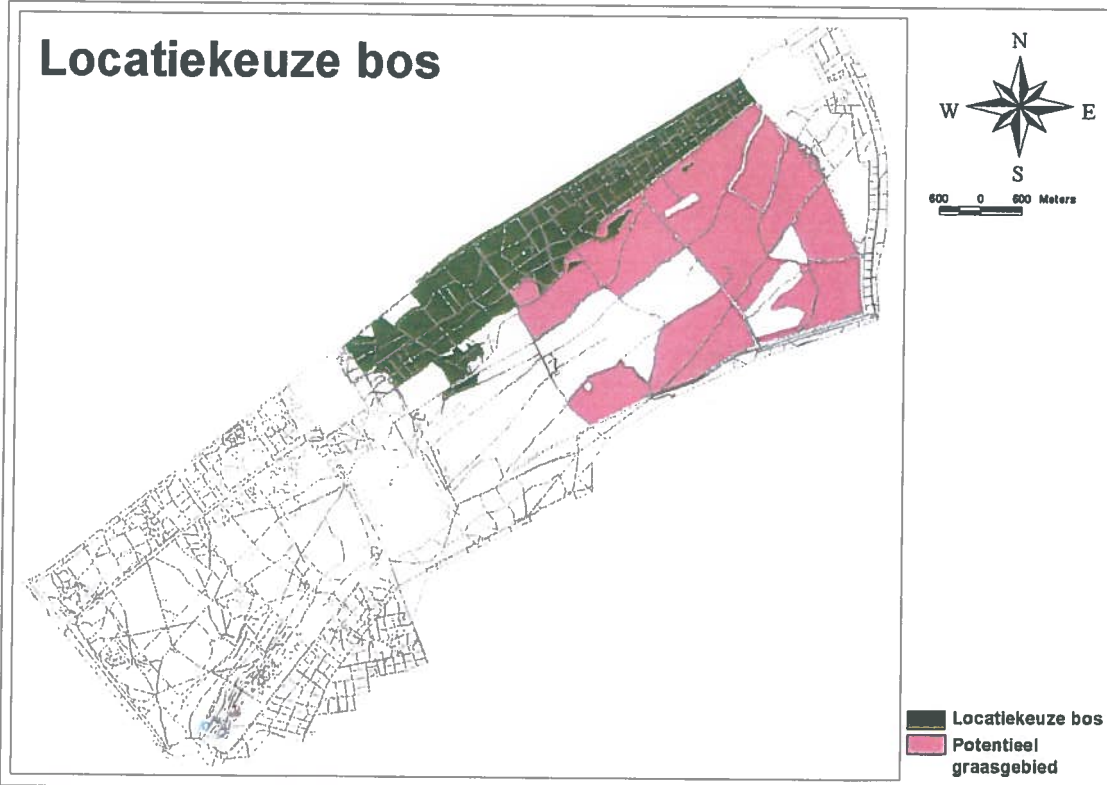 Locatiekeuze bos
N
W E
S
600 0 600 Meters
Locatiekeuze bos
Potentieel
graasgebied